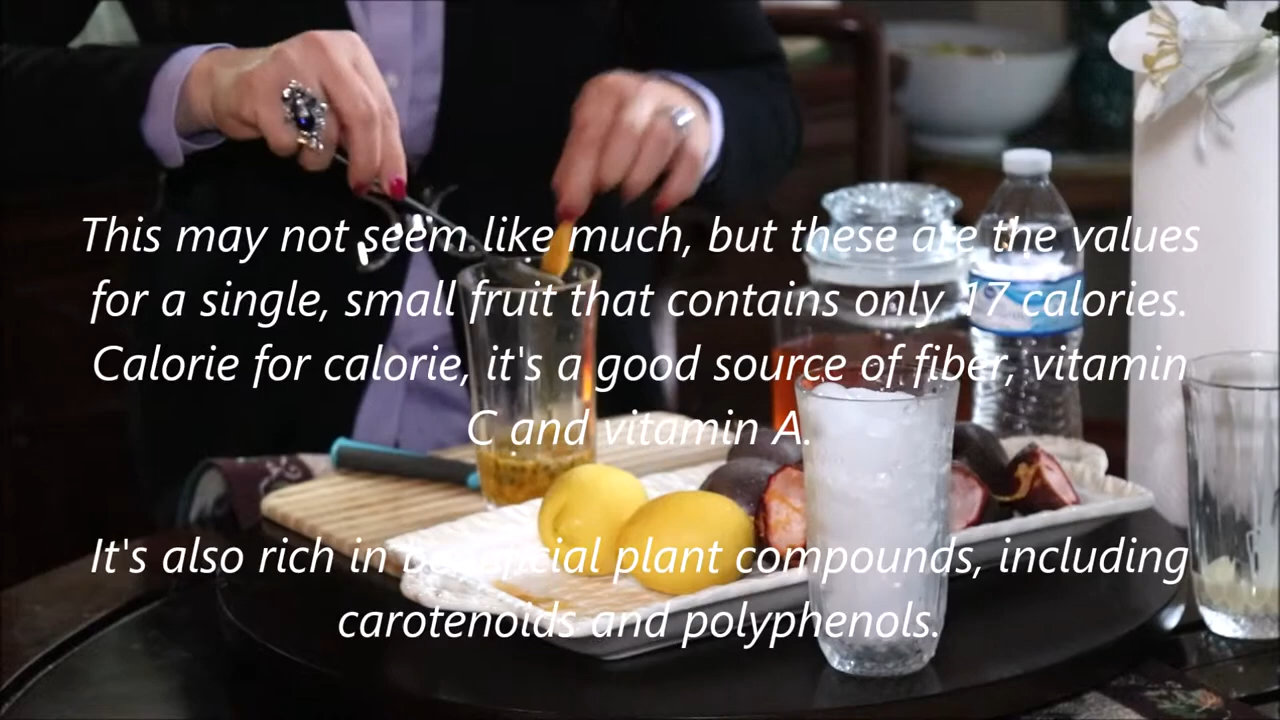 This may not seem like much, but these are the values
for a single, small fruit that contains only 17 calories.
Calorie for calorie, it's a good source of fiber, vitamin
C and vitamin A.
It's also rich in beneficial plant compounds, including
carotenoids and polyphenols.